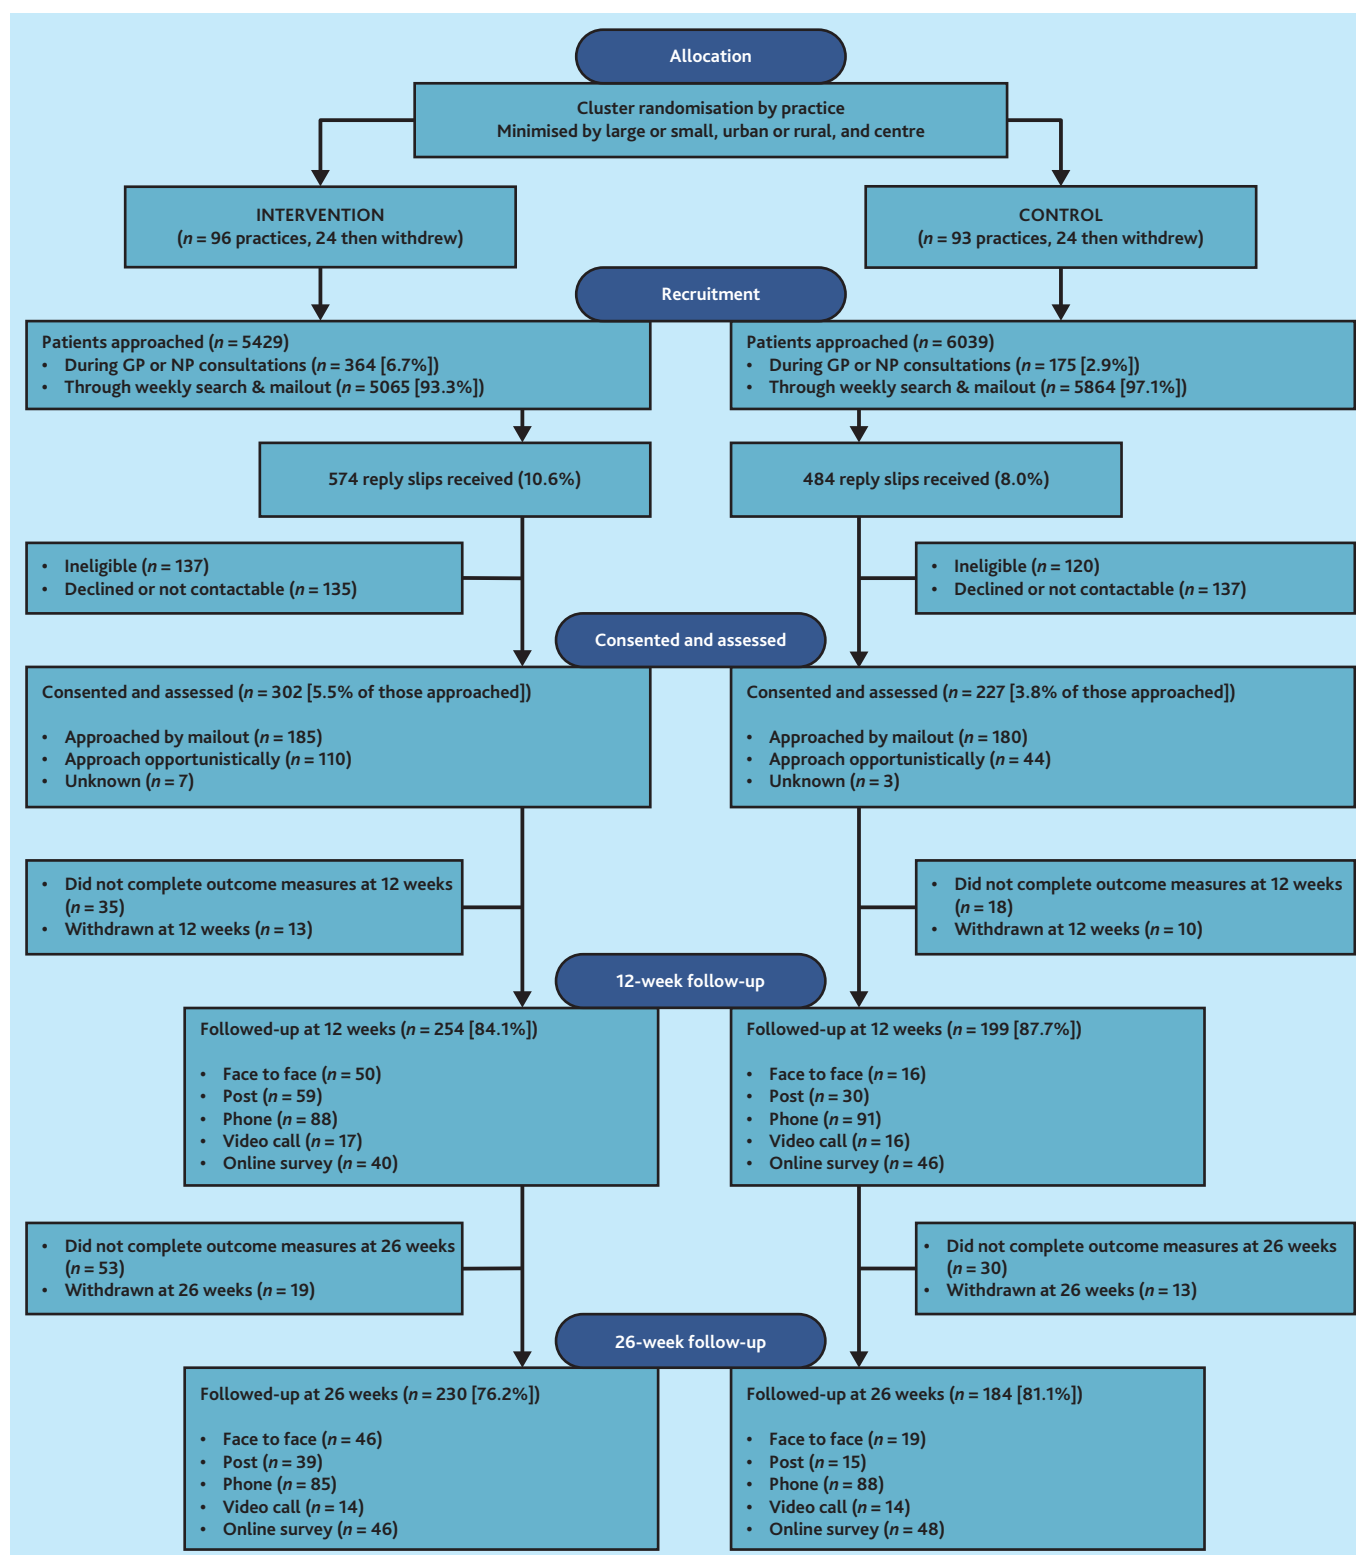 Allocation
Cluster randomisation by practice
Minimised by large or small, urban or rural, and centre
INTERVENTION
(n = 96 practices, 24 then withdrew)
CONTROL
(n = 93 practices, 24 then withdrew)
Recruitment
Patients approached (n = 5429)
• During GP or NP consultations (n = 364 [6.7%])
• Through weekly search & mailout (n = 5065 [93.3%])
Patients approached (n = 6039)
• During GP or NP consultations (n = 175 [2.9%])
• Through weekly search & mailout (n = 5864 [97.1%])
574 reply slips received (10.6%)
484 reply slips received (8.0%)
• Ineligible (n = 137)
• Declined or not contactable (n = 135)
• Ineligible (n = 120)
• Declined or not contactable (n = 137)
Consented and assessed
Consented and assessed (n = 302 [5.5% of those approached])
• Approached by mailout (n = 185)
• Approach opportunistically (n = 110)
• Unknown (n = 7)
Consented and assessed (n = 227 [3.8% of those approached])
• Approached by mailout (n = 180)
• Approach opportunistically (n = 44)
• Unknown (n = 3)
• Did not complete outcome measures at 12 weeks
(n = 35)
• Withdrawn at 12 weeks (n = 13)
• Did not complete outcome measures at 12 weeks
(n = 18)
• Withdrawn at 12 weeks (n = 10)
12-week follow-up
Followed-up at 12 weeks (n = 254 [84.1%])
• Face to face (n = 50)
• Post (n = 59)
• Phone (n = 88)
• Video call (n = 17)
• Online survey (n = 40)
Followed-up at 12 weeks (n = 199 [87.7%])
• Face to face (n = 16)
• Post (n = 30)
• Phone (n = 91)
• Video call (n = 16)
• Online survey (n = 46)
• Did not complete outcome measures at 26 weeks
(n = 53)
• Withdrawn at 26 weeks (n = 19)
• Did not complete outcome measures at 26 weeks
(n = 30)
• Withdrawn at 26 weeks (n = 13)
26-week follow-up
Followed-up at 26 weeks (n = 230 [76.2%])
• Face to face (n = 46)
• Post (n = 39)
• Phone (n = 85)
• Video call (n = 14)
• Online survey (n = 46)
Followed-up at 26 weeks (n = 184 [81.1%])
• Face to face (n = 19)
• Post (n = 15)
• Phone (n = 88)
• Video call (n = 14)
• Online survey (n = 48)